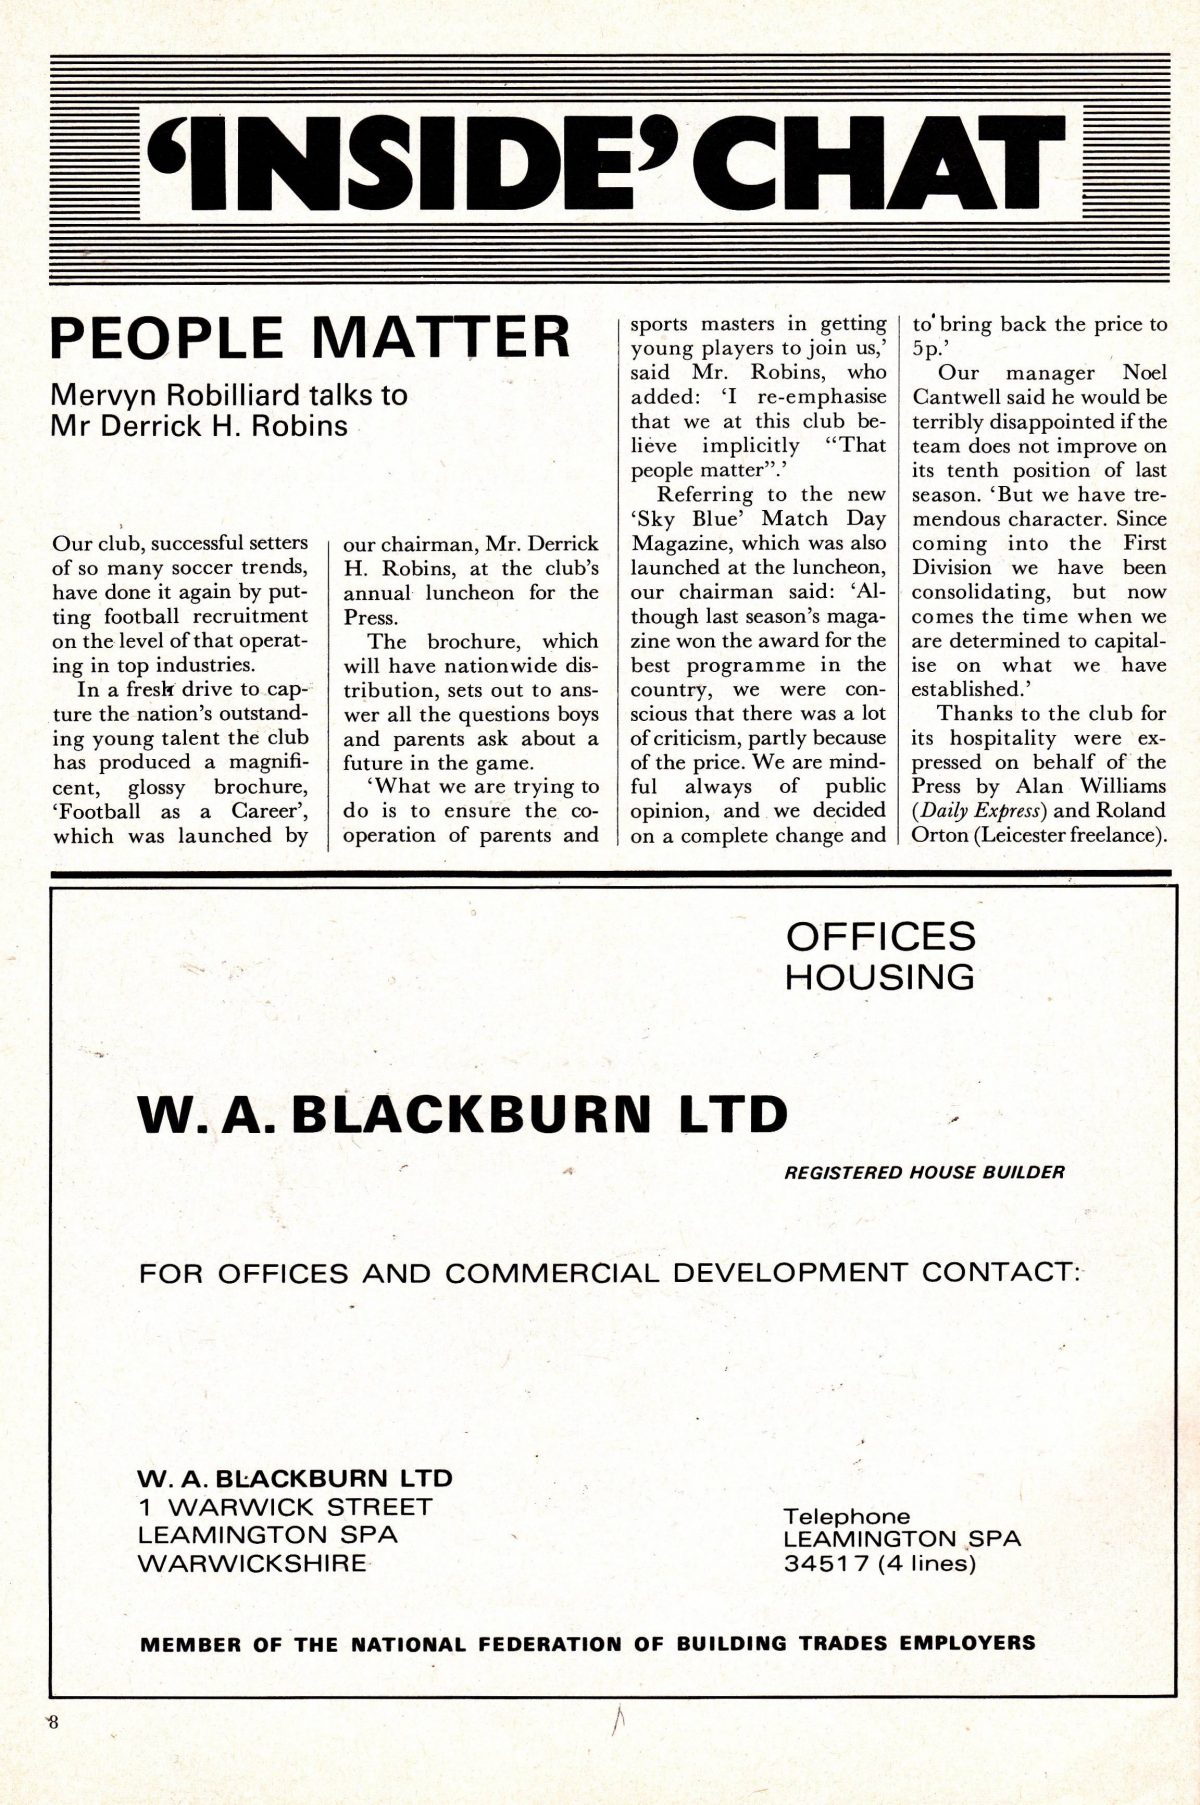 ‘INSIDE’ CHAT
PEOPLE MATTER
Mervyn Robilliard talks to
Mr Derrick H. Robins
Our club, successful setters
of so many soccer trends,
have done it again by put-
ting football recruitment
on the level of that operat-
ing in top industries.
In a fresh drive to cap-
ture the nation’s outstand-
ing young talent the club
has produced a magnifi-
cent, glossy brochure,
‘Football as a Career’,
which was launched by
our chairman, Mr. Derrick
H. Robins, at the club’s
annual luncheon for the
Press.
The brochure, which
will have nationwide dis-
tribution, sets out to ans-
wer all the questions boys
and parents ask about a
future in the game.
‘What we are trying to
do is to ensure the co-
operation of parents and
sports masters in getting
young players to join us,’
said Mr. Robins, who
added: ‘I re-emphasise
that we at this club be-
lieve implicitly “That
people matter”.’
Referring to the new
‘Sky Blue’ Match Day
Magazine, which was also
launched at the luncheon,
our chairman said: ‘Al-
though last season’s maga-
zine won the award for the
best programme in the
country, we were con-
scious that there was a lot
of criticism, partly because
of the price. We are mind-
ful always of public
opinion, and we decided
on a complete change and
to bring back the price to
5p.’
Our manager Noel
Cantwell said he would be
terribly disappointed if the
team does not improve on
its tenth position of last
season. ‘But we have tre-
mendous character. Since
coming into the First
Division we have been
consolidating, but now
comes the time when we
are determined to capital-
ise on what we have
established.’
Thanks to the club for
its hospitality were ex-
pressed on behalf of the
Press by Alan Williams
(Daily Express) and Roland
Orton (Leicester freelance).
OFFICES
HOUSING
W. A. BLACKBURN LTD
REGISTERED HOUSE BUILDER
FOR OFFICES AND COMMERCIAL DEVELOPMENT CONTACT:
W. A. BLACKBURN LTD
1 WARWICK STREET
LEAMINGTON SPA
WARWICKSHIRE
Telephone
LEAMINGTON SPA
34517 (4 lines)
MEMBER OF THE NATIONAL FEDERATION OF BUILDING TRADES EMPLOYERS
8